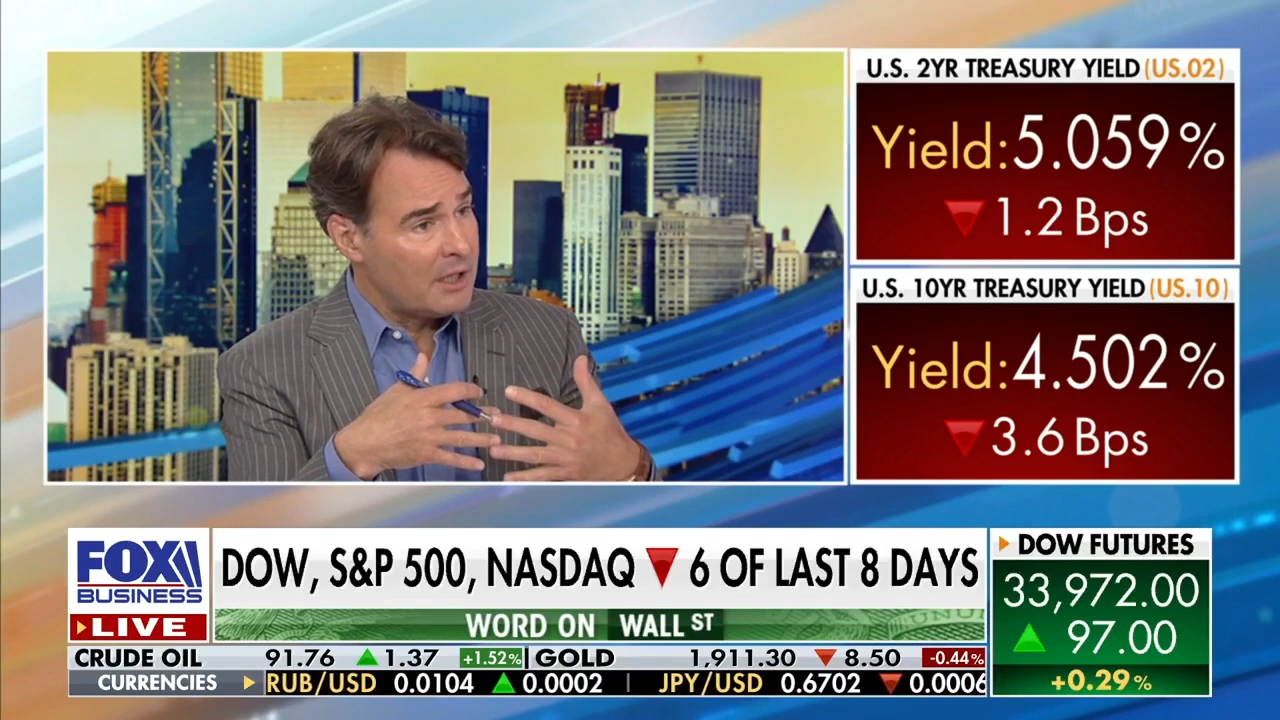 U.S. 2YR TREASURY YIELD (US.02)
Yield: 5.059%
▼ 1.2 Bps
U.S. 10YR TREASURY YIELD (US.10)
Yield: 4.502%
▼ 3.6 Bps
FOX
BUSINESS
LIVE
DOW, S&P 500, NASDAQ ▼ 6 OF LAST 8 DAYS
WORD ON WALL ST
DOW FUTURES
33,972.00
▲ 97.00
+0.29%
CRUDE OIL 91.76 ▲ 1.37 +1.52% | GOLD 1,911.30 ▼ 8.50 -0.44%
CURRENCIES RUB/USD 0.0104 ▲ 0.0002 | JPY/USD 0.6702 ▼ 0.0006